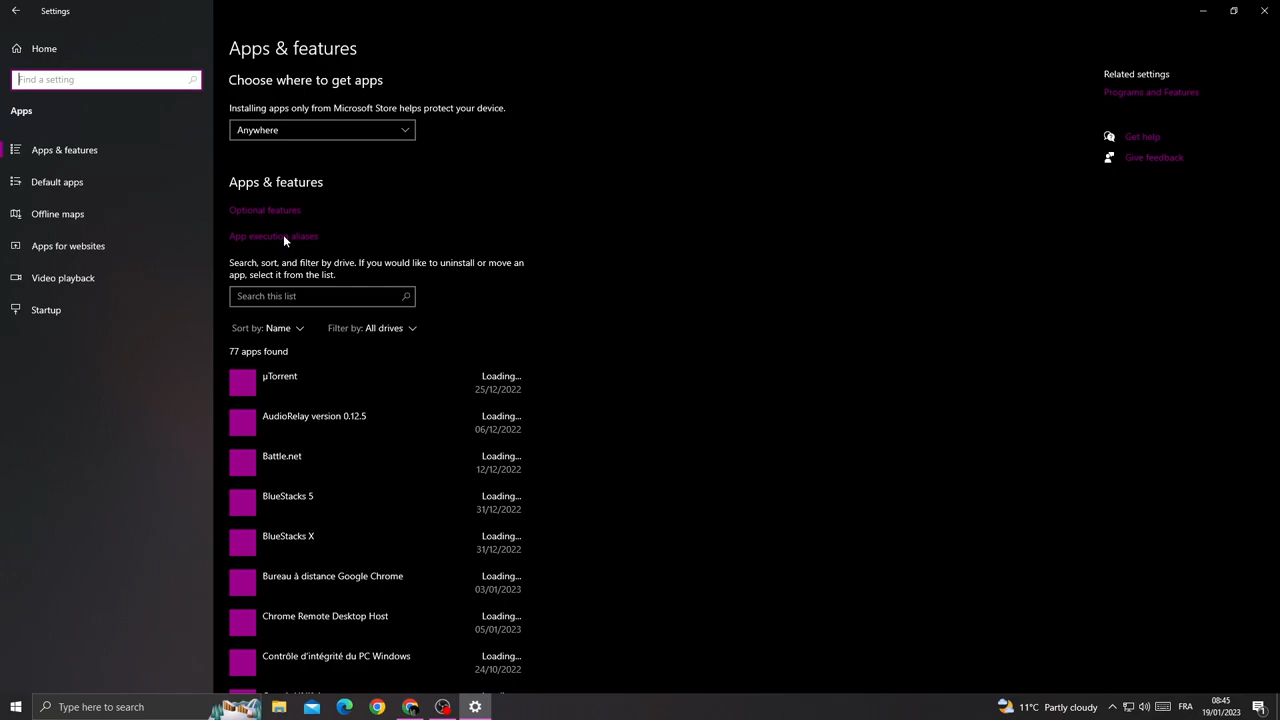 Settings
Home
Find a setting
Apps
Apps & features
Default apps
Offline maps
Apps for websites
Video playback
Startup
Apps & features
Choose where to get apps
Installing apps only from Microsoft Store helps protect your device.
Anywhere
Apps & features
Optional features
App execution aliases
Search, sort, and filter by drive. If you would like to uninstall or move an
app, select it from the list.
Search this list
Sort by: Name Filter by: All drives
77 apps found
µTorrent Loading...
25/12/2022
AudioRelay version 0.12.5 Loading...
06/12/2022
Battle.net Loading...
12/12/2022
BlueStacks 5 Loading...
31/12/2022
BlueStacks X Loading...
31/12/2022
Bureau à distance Google Chrome Loading...
03/01/2023
Chrome Remote Desktop Host Loading...
05/01/2023
Contrôle d'intégrité du PC Windows Loading...
24/10/2022
Related settings
Programs and Features
Get help
Give feedback
Type here to search
11°C Partly cloudy
FRA
08:45
19/01/2023